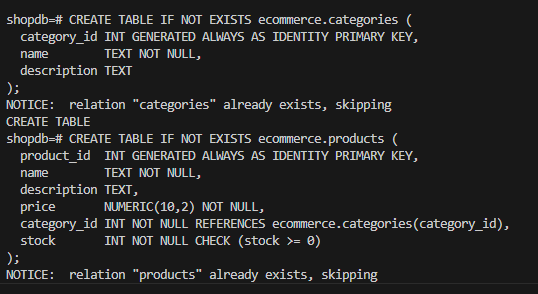 shopdb=# CREATE TABLE IF NOT EXISTS ecommerce.categories (
  category_id INT GENERATED ALWAYS AS IDENTITY PRIMARY KEY,
  name        TEXT NOT NULL,
  description TEXT
);
NOTICE:  relation "categories" already exists, skipping
CREATE TABLE
shopdb=# CREATE TABLE IF NOT EXISTS ecommerce.products (
  product_id  INT GENERATED ALWAYS AS IDENTITY PRIMARY KEY,
  name        TEXT NOT NULL,
  description TEXT,
  price       NUMERIC(10,2) NOT NULL,
  category_id INT NOT NULL REFERENCES ecommerce.categories(category_id),
  stock       INT NOT NULL CHECK (stock >= 0)
);
NOTICE:  relation "products" already exists, skipping